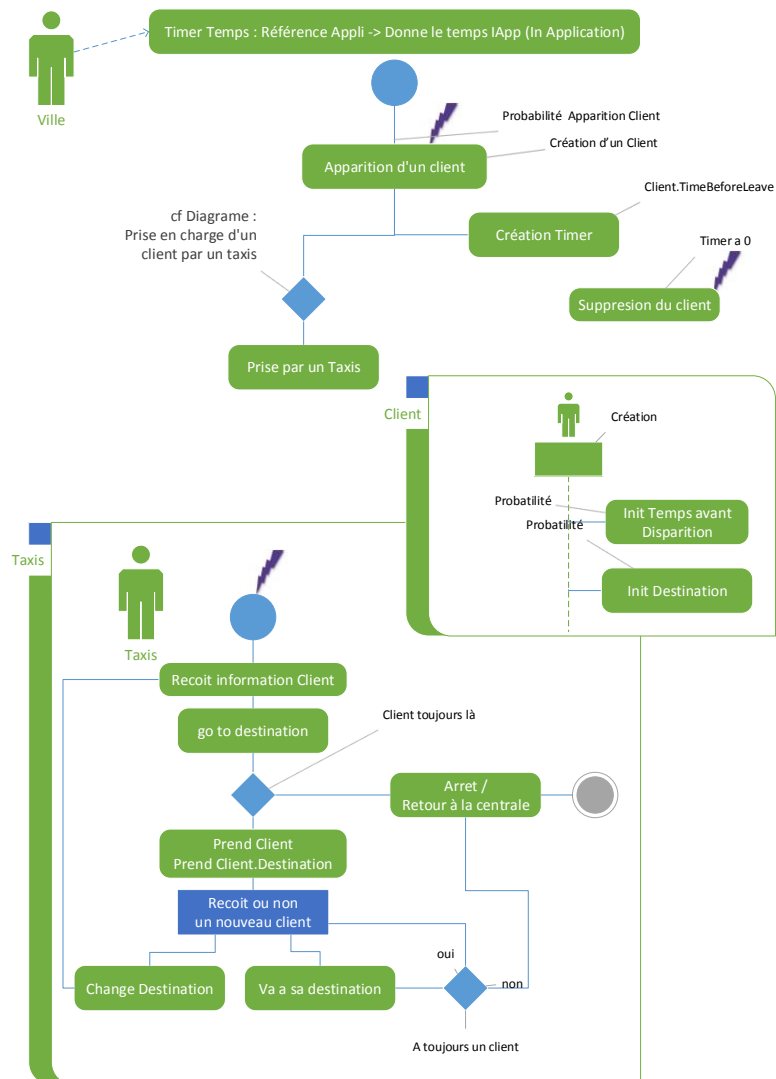 Timer Temps : Référence Appli -> Donne le temps IApp (In Application)
Ville
Probabilité Apparition Client
Création d'un Client
Apparition d'un client
Client.TimeBeforeLeave
cf Diagrame :
Prise en charge d'un
client par un taxis
Création Timer
Timer a 0
Suppresion du client
Prise par un Taxis
Client
Création
Probatilité
Init Temps avant
Disparition
Probatilité
Init Destination
Taxis
Taxis
Recoit information Client
go to destination
Client toujours là
Arret /
Retour à la centrale
Prend Client
Prend Client.Destination
Recoit ou non
un nouveau client
oui
non
Change Destination
Va a sa destination
A toujours un client